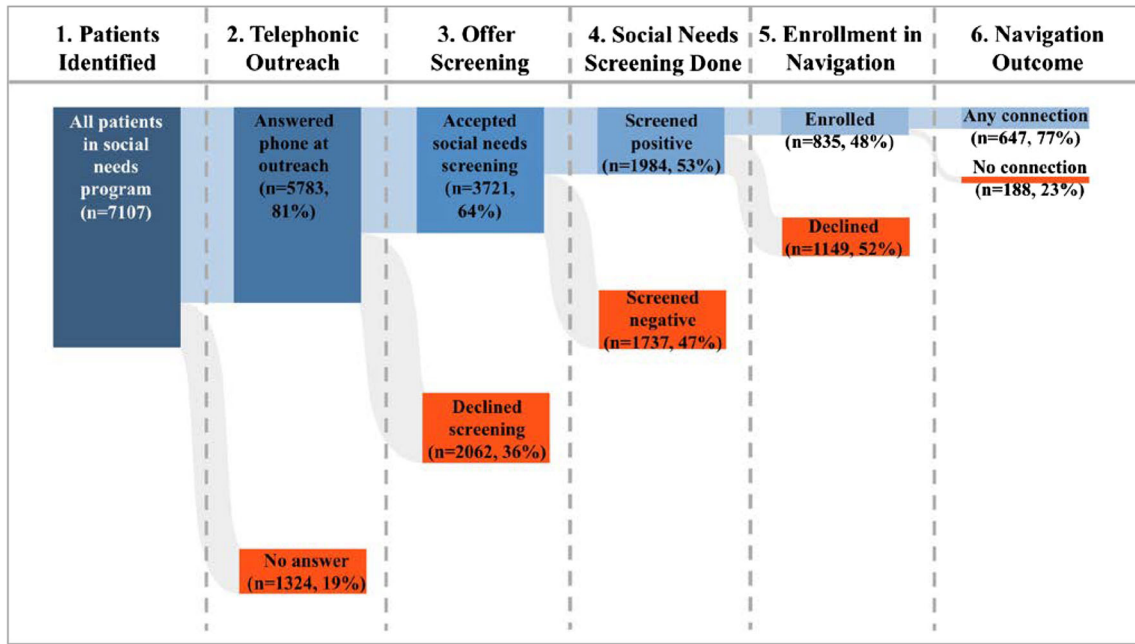 1. Patients
Identified
2. Telephonic
Outreach
3. Offer
Screening
4. Social Needs
Screening Done
5. Enrollment in
Navigation
6. Navigation
Outcome
All patients
in social
needs
program
(n=7107)
Answered
phone at
outreach
(n=5783,
81%)
No answer
(n=1324, 19%)
Accepted
social needs
screening
(n=3721,
64%)
Declined
screening
(n=2062, 36%)
Screened
positive
(n=1984, 53%)
Screened
negative
(n=1737, 47%)
Enrolled
(n=835, 48%)
Declined
(n=1149, 52%)
Any connection
(n=647, 77%)
No connection
(n=188, 23%)